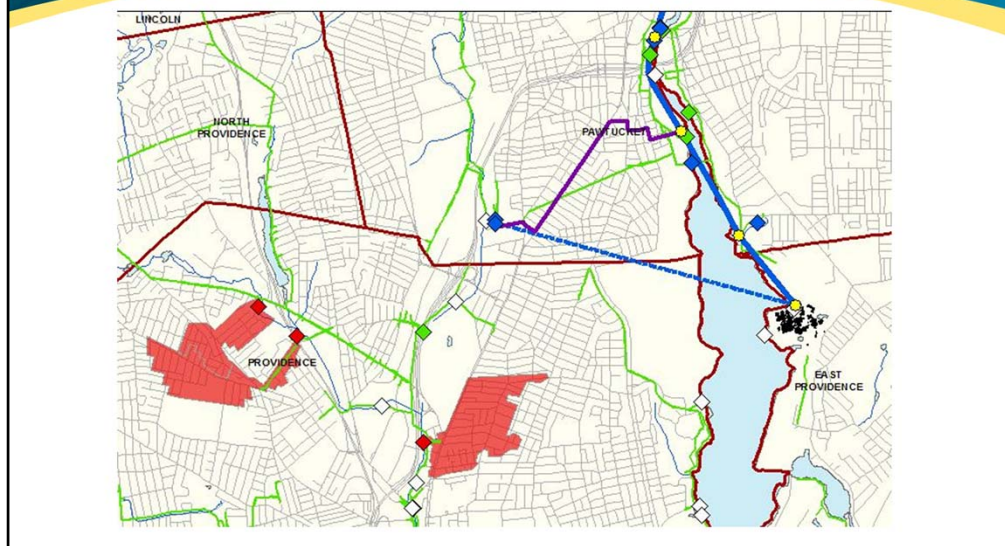 LINCOLN
NORTH
PROVIDENCE
PAWTUCKET
PROVIDENCE
EAST
PROVIDENCE